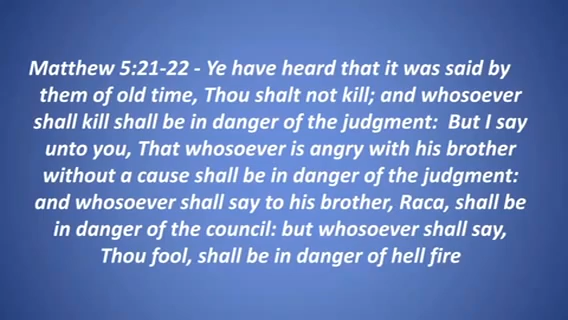 Matthew 5:21-22 - Ye have heard that it was said by
them of old time, Thou shalt not kill; and whosoever
shall kill shall be in danger of the judgment:  But I say
unto you, That whosoever is angry with his brother
without a cause shall be in danger of the judgment:
and whosoever shall say to his brother, Raca, shall be
in danger of the council: but whosoever shall say,
Thou fool, shall be in danger of hell fire